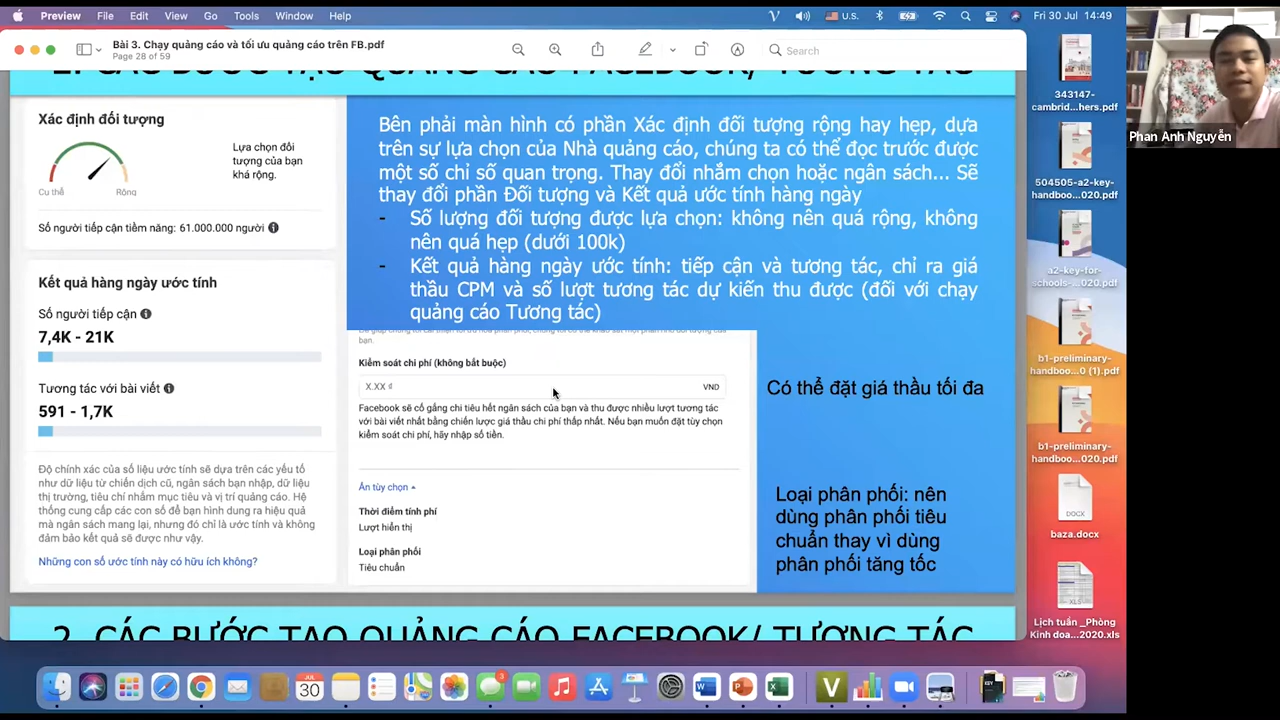 Preview File Edit View Go Tools Window Help
U.S.
Fri 30 Jul 14:49
Bài 3. Chạy quảng cáo và tối ưu quảng cáo trên FB.pdf
Page 28 of 59
Search
2. CÁC BƯỚC TẠO QUẢNG CÁO FACEBOOK/ TƯƠNG TÁC
Xác định đối tượng
Cụ thể
Rộng
Lựa chọn đối
tượng của bạn
khá rộng.
Số người tiếp cận tiềm năng: 61.000.000 người
Kết quả hàng ngày ước tính
Số người tiếp cận
7,4K - 21K
Tương tác với bài viết
591 - 1,7K
Độ chính xác của số liệu ước tính sẽ dựa trên các yếu tố
như dữ liệu từ chiến dịch cũ, ngân sách bạn nhập, dữ liệu
thị trường, tiêu chí nhắm mục tiêu và vị trí quảng cáo. Hệ
thống cung cấp các con số để bạn hình dung ra hiệu quả
mà ngân sách mang lại, nhưng đó chỉ là ước tính và không
đảm bảo kết quả sẽ được như vậy.
Những con số ước tính này có hữu ích không?
Bên phải màn hình có phần Xác định đối tượng rộng hay hẹp, dựa
trên sự lựa chọn của Nhà quảng cáo, chúng ta có thể đọc trước được
một số chỉ số quan trọng. Thay đổi nhắm chọn hoặc ngân sách... Sẽ
thay đổi phần Đối tượng và Kết quả ước tính hàng ngày
- Số lượng đối tượng được lựa chọn: không nên quá rộng, không
nên quá hẹp (dưới 100k)
- Kết quả hàng ngày ước tính: tiếp cận và tương tác, chỉ ra giá
thầu CPM và số lượt tương tác dự kiến thu được (đối với chạy
quảng cáo Tương tác)
bạn.
Kiểm soát chi phí (không bắt buộc)
X.XX ₫
VND
Facebook sẽ cố gắng chi tiêu hết ngân sách của bạn và thu được nhiều lượt tương tác
với bài viết nhất bằng chiến lược giá thầu chi phí thấp nhất. Nếu bạn muốn đặt tùy chọn
kiểm soát chi phí, hãy nhập số tiền.
Ẩn tùy chọn
Thời điểm tính phí
Lượt hiển thị
Loại phân phối
Tiêu chuẩn
Có thể đặt giá thầu tối đa
Loại phân phối: nên
dùng phân phối tiêu
chuẩn thay vì dùng
phân phối tăng tốc
2. CÁC BƯỚC TẠO QUẢNG CÁO FACEBOOK/ TƯƠNG TÁC
343147-
cambrid...hers.pdf
504505-a2-key-
handboo...020.pdf
a2-key-for-
schools-...020.pdf
b1-preliminary-
handboo...0 (1).pdf
b1-preliminary-
handboo...020.pdf
DOCX
baza.docx
XLS
Lịch tuần _Phòng
Kinh doa...2020.xls
Phan Anh Nguyễn
JUL
30
3